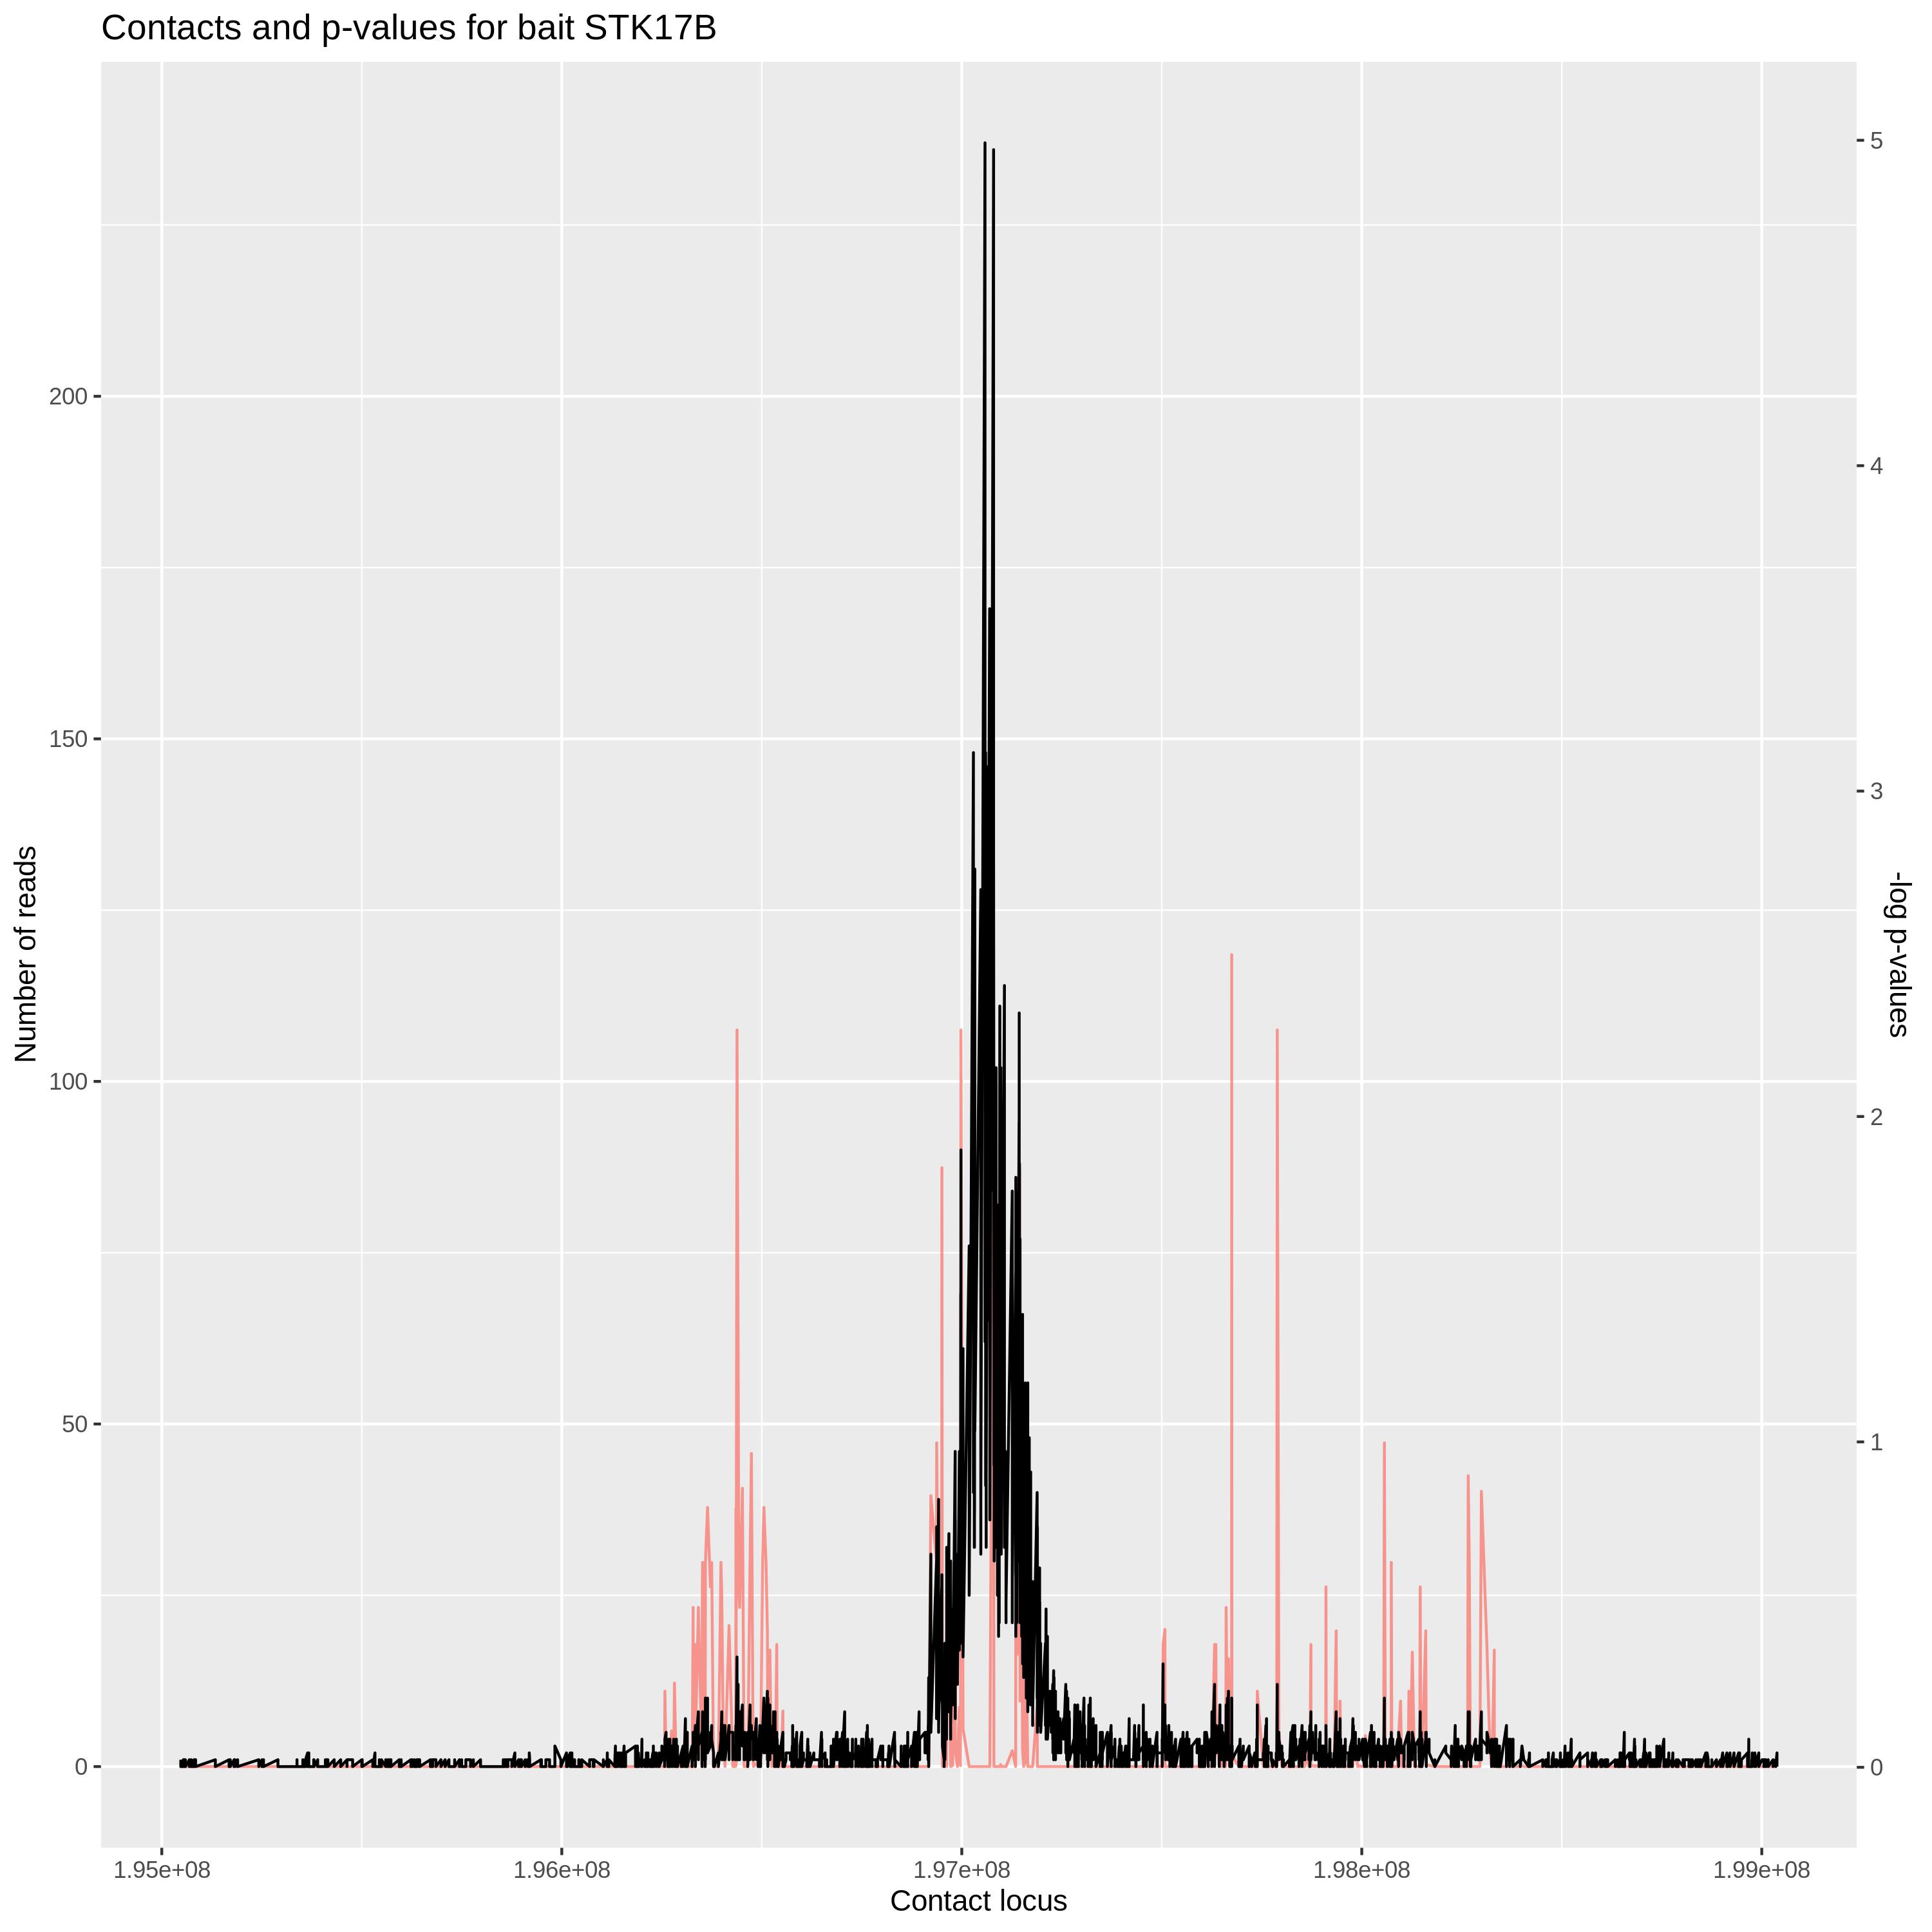 Contacts and p-values for bait STK17B
Number of reads
200
150
100
50
0
5
4
3
2
1
0
-log p-values
1.95e+08
1.96e+08
1.97e+08
1.98e+08
1.99e+08
Contact locus